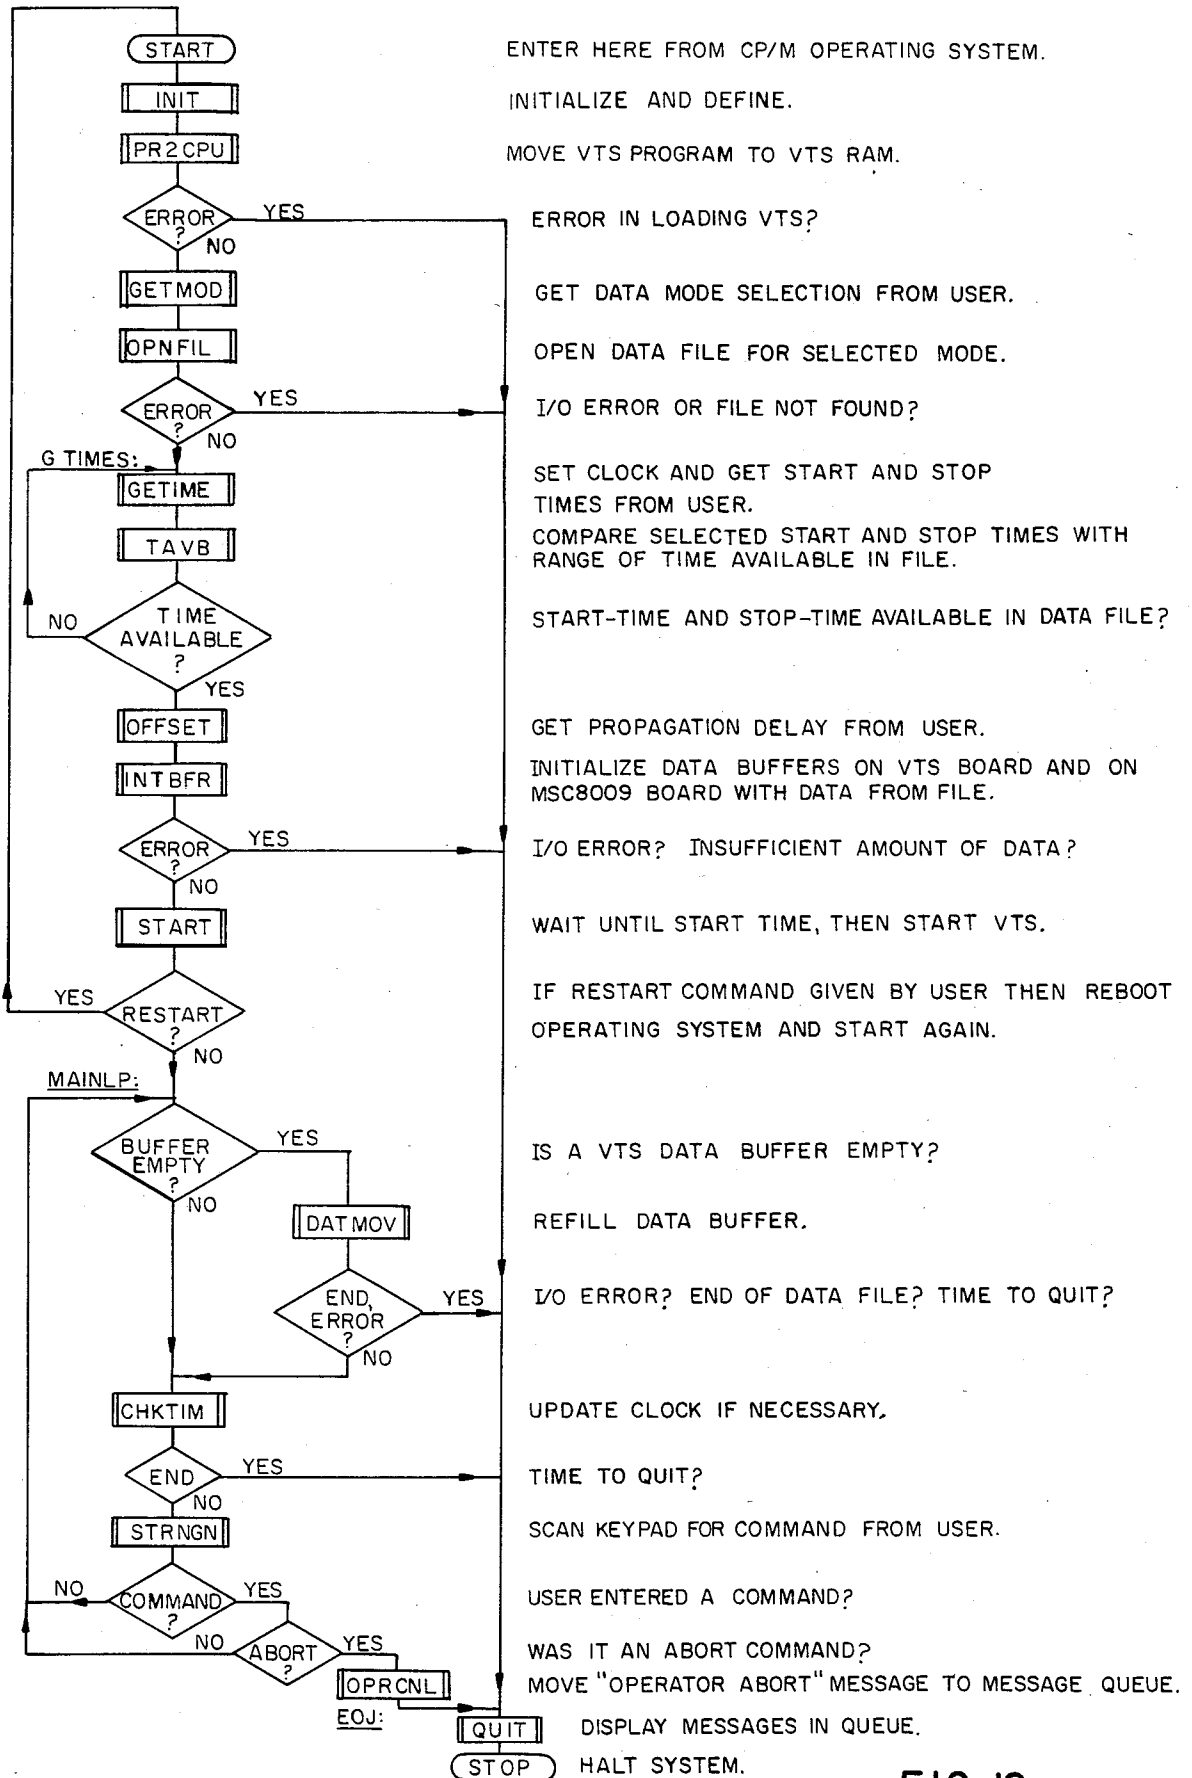 START
ENTER HERE FROM CP/M OPERATING SYSTEM.
INIT
INITIALIZE AND DEFINE.
PR2CPU
MOVE VTS PROGRAM TO VTS RAM.
ERROR
?
YES
NO
ERROR IN LOADING VTS?
GETMOD
GET DATA MODE SELECTION FROM USER.
OPNFIL
OPEN DATA FILE FOR SELECTED MODE.
ERROR
?
YES
NO
I/O ERROR OR FILE NOT FOUND?
G TIMES:
GETIME
SET CLOCK AND GET START AND STOP
TIMES FROM USER.
TAVB
COMPARE SELECTED START AND STOP TIMES WITH
RANGE OF TIME AVAILABLE IN FILE.
NO
TIME
AVAILABLE
?
YES
START-TIME AND STOP-TIME AVAILABLE IN DATA FILE?
OFFSET
GET PROPAGATION DELAY FROM USER.
INTBFR
INITIALIZE DATA BUFFERS ON VTS BOARD AND ON
MSC8009 BOARD WITH DATA FROM FILE.
ERROR
?
YES
NO
I/O ERROR? INSUFFICIENT AMOUNT OF DATA?
START
WAIT UNTIL START TIME, THEN START VTS.
YES
RESTART
?
NO
IF RESTART COMMAND GIVEN BY USER THEN REBOOT
OPERATING SYSTEM AND START AGAIN.
MAINLP:
BUFFER
EMPTY
?
YES
NO
IS A VTS DATA BUFFER EMPTY?
DATMOV
REFILL DATA BUFFER.
END,
ERROR
?
YES
NO
I/O ERROR? END OF DATA FILE? TIME TO QUIT?
CHKTIM
UPDATE CLOCK IF NECESSARY.
END
YES
NO
TIME TO QUIT?
STRNGN
SCAN KEYPAD FOR COMMAND FROM USER.
NO
COMMAND
?
YES
USER ENTERED A COMMAND?
NO
ABORT
?
YES
WAS IT AN ABORT COMMAND?
OPRCNL
MOVE "OPERATOR ABORT" MESSAGE TO MESSAGE QUEUE.
EOJ:
QUIT
DISPLAY MESSAGES IN QUEUE.
STOP
HALT SYSTEM.